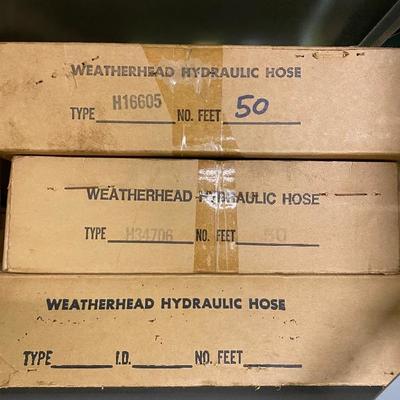 WEATHERHEAD HYDRAULIC HOSE
TYPE H16605 NO. FEET 50
WEATHERHEAD HYDRAULIC HOSE
TYPE H34706 NO. FEET 50
WEATHERHEAD HYDRAULIC HOSE
TYPE I.D. NO. FEET